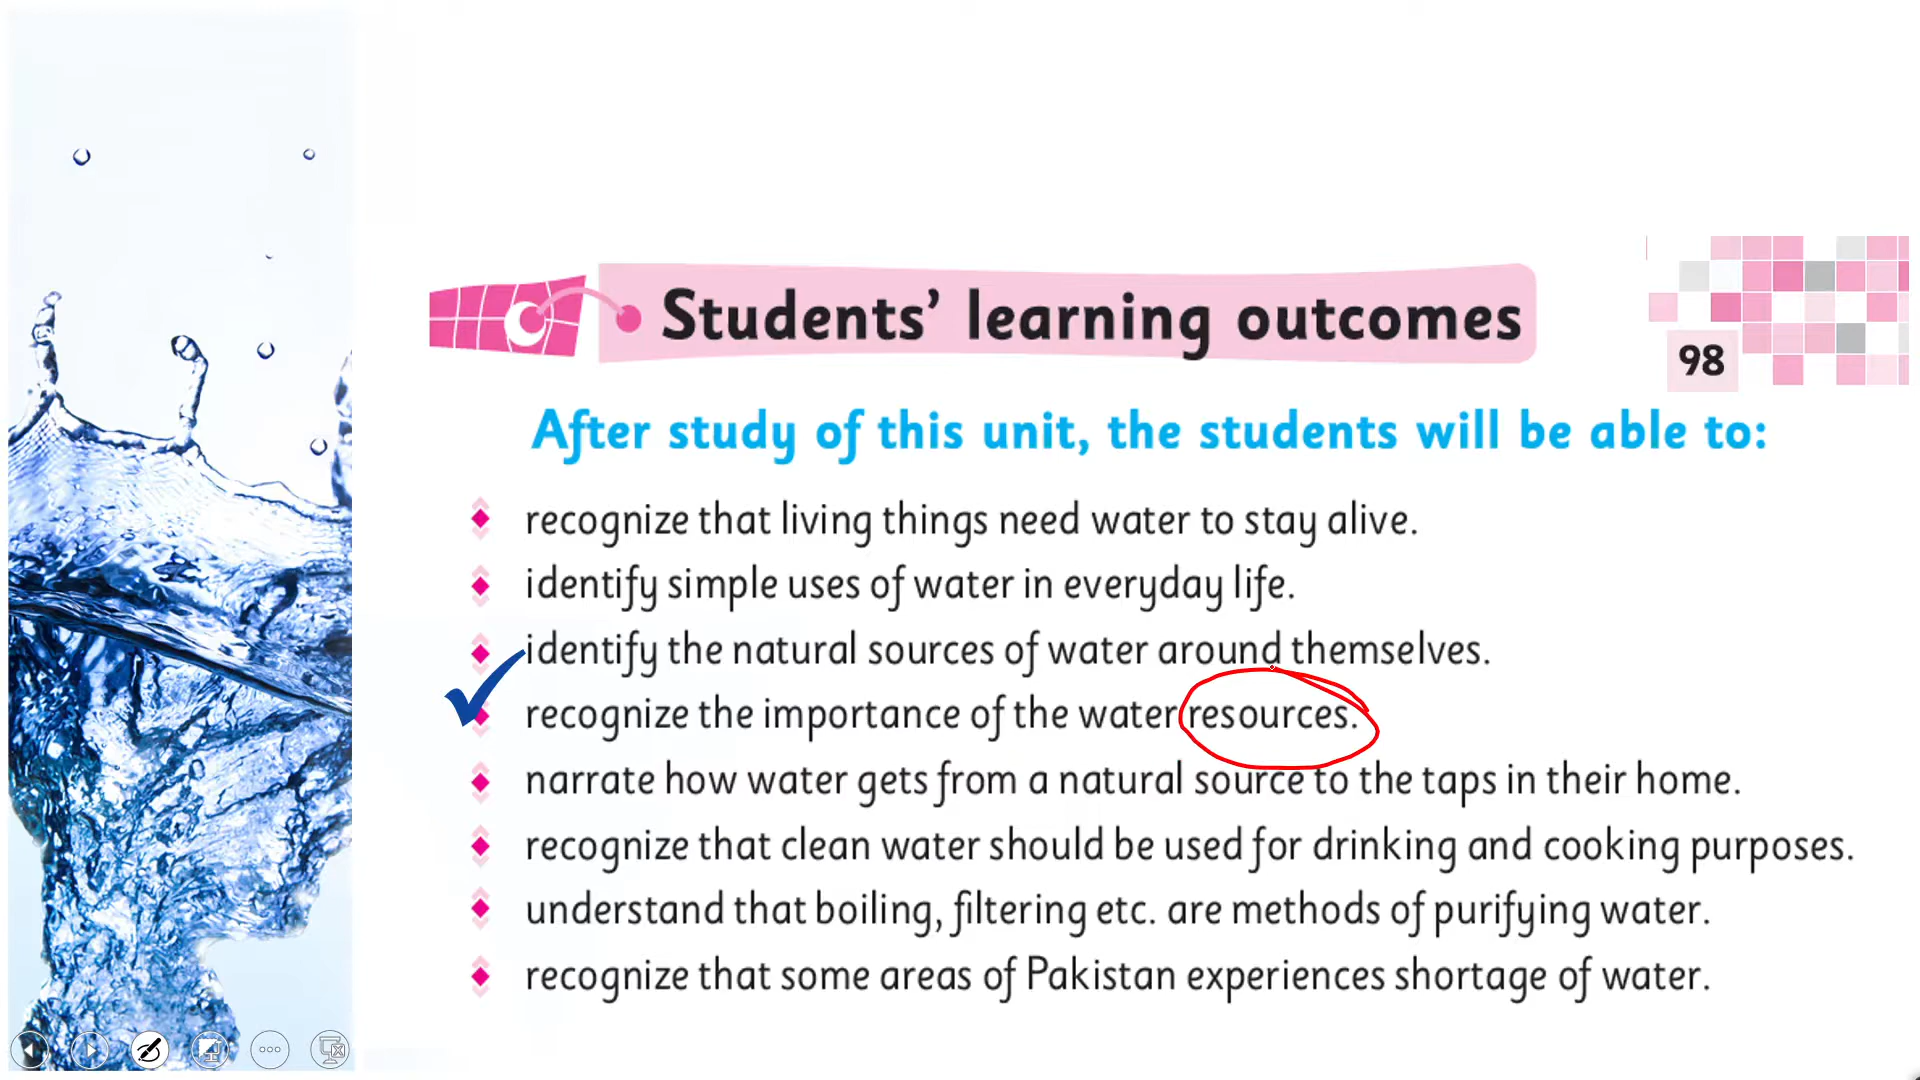 Students' learning outcomes
98
After study of this unit, the students will be able to:
recognize that living things need water to stay alive.
identify simple uses of water in everyday life.
identify the natural sources of water around themselves.
recognize the importance of the water resources.
narrate how water gets from a natural source to the taps in their home.
recognize that clean water should be used for drinking and cooking purposes.
understand that boiling, filtering etc. are methods of purifying water.
recognize that some areas of Pakistan experiences shortage of water.